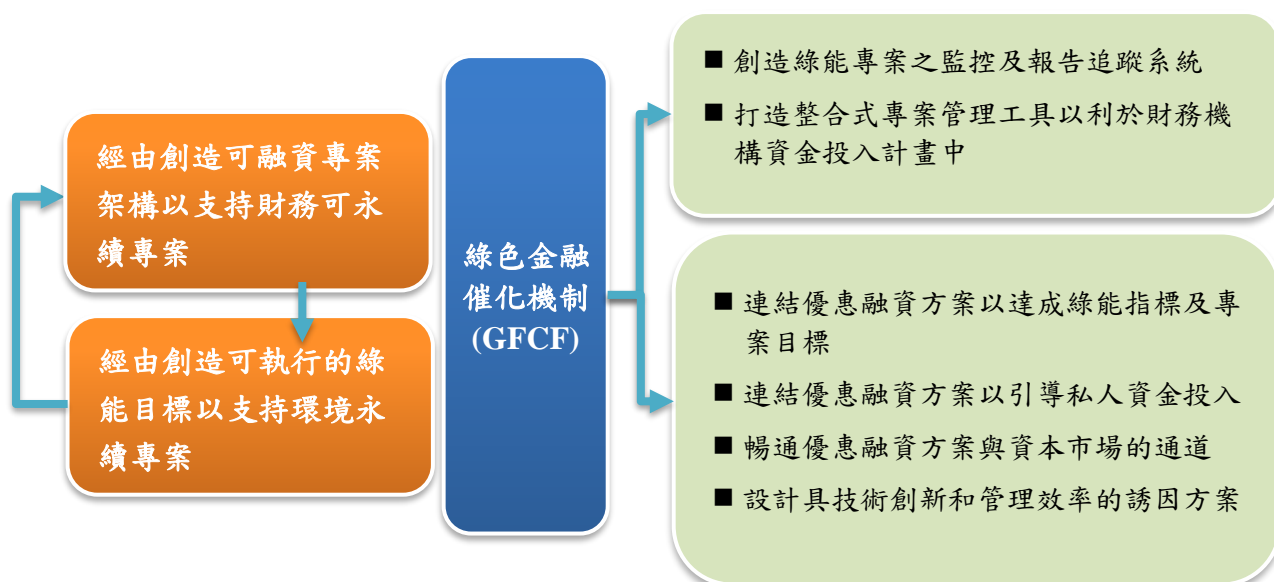 經由創造可融資專案
架構以支持財務可永
續專案
經由創造可執行的綠
能目標以支持環境永
續專案
綠色金融
催化機制
(GFCF)
■ 創造綠能專案之監控及報告追蹤系統
■ 打造整合式專案管理工具以利於財務機
構資金投入計畫中
■ 連結優惠融資方案以達成綠能指標及專
案目標
■ 連結優惠融資方案以引導私人資金投入
■ 暢通優惠融資方案與資本市場的通道
■ 設計具技術創新和管理效率的誘因方案